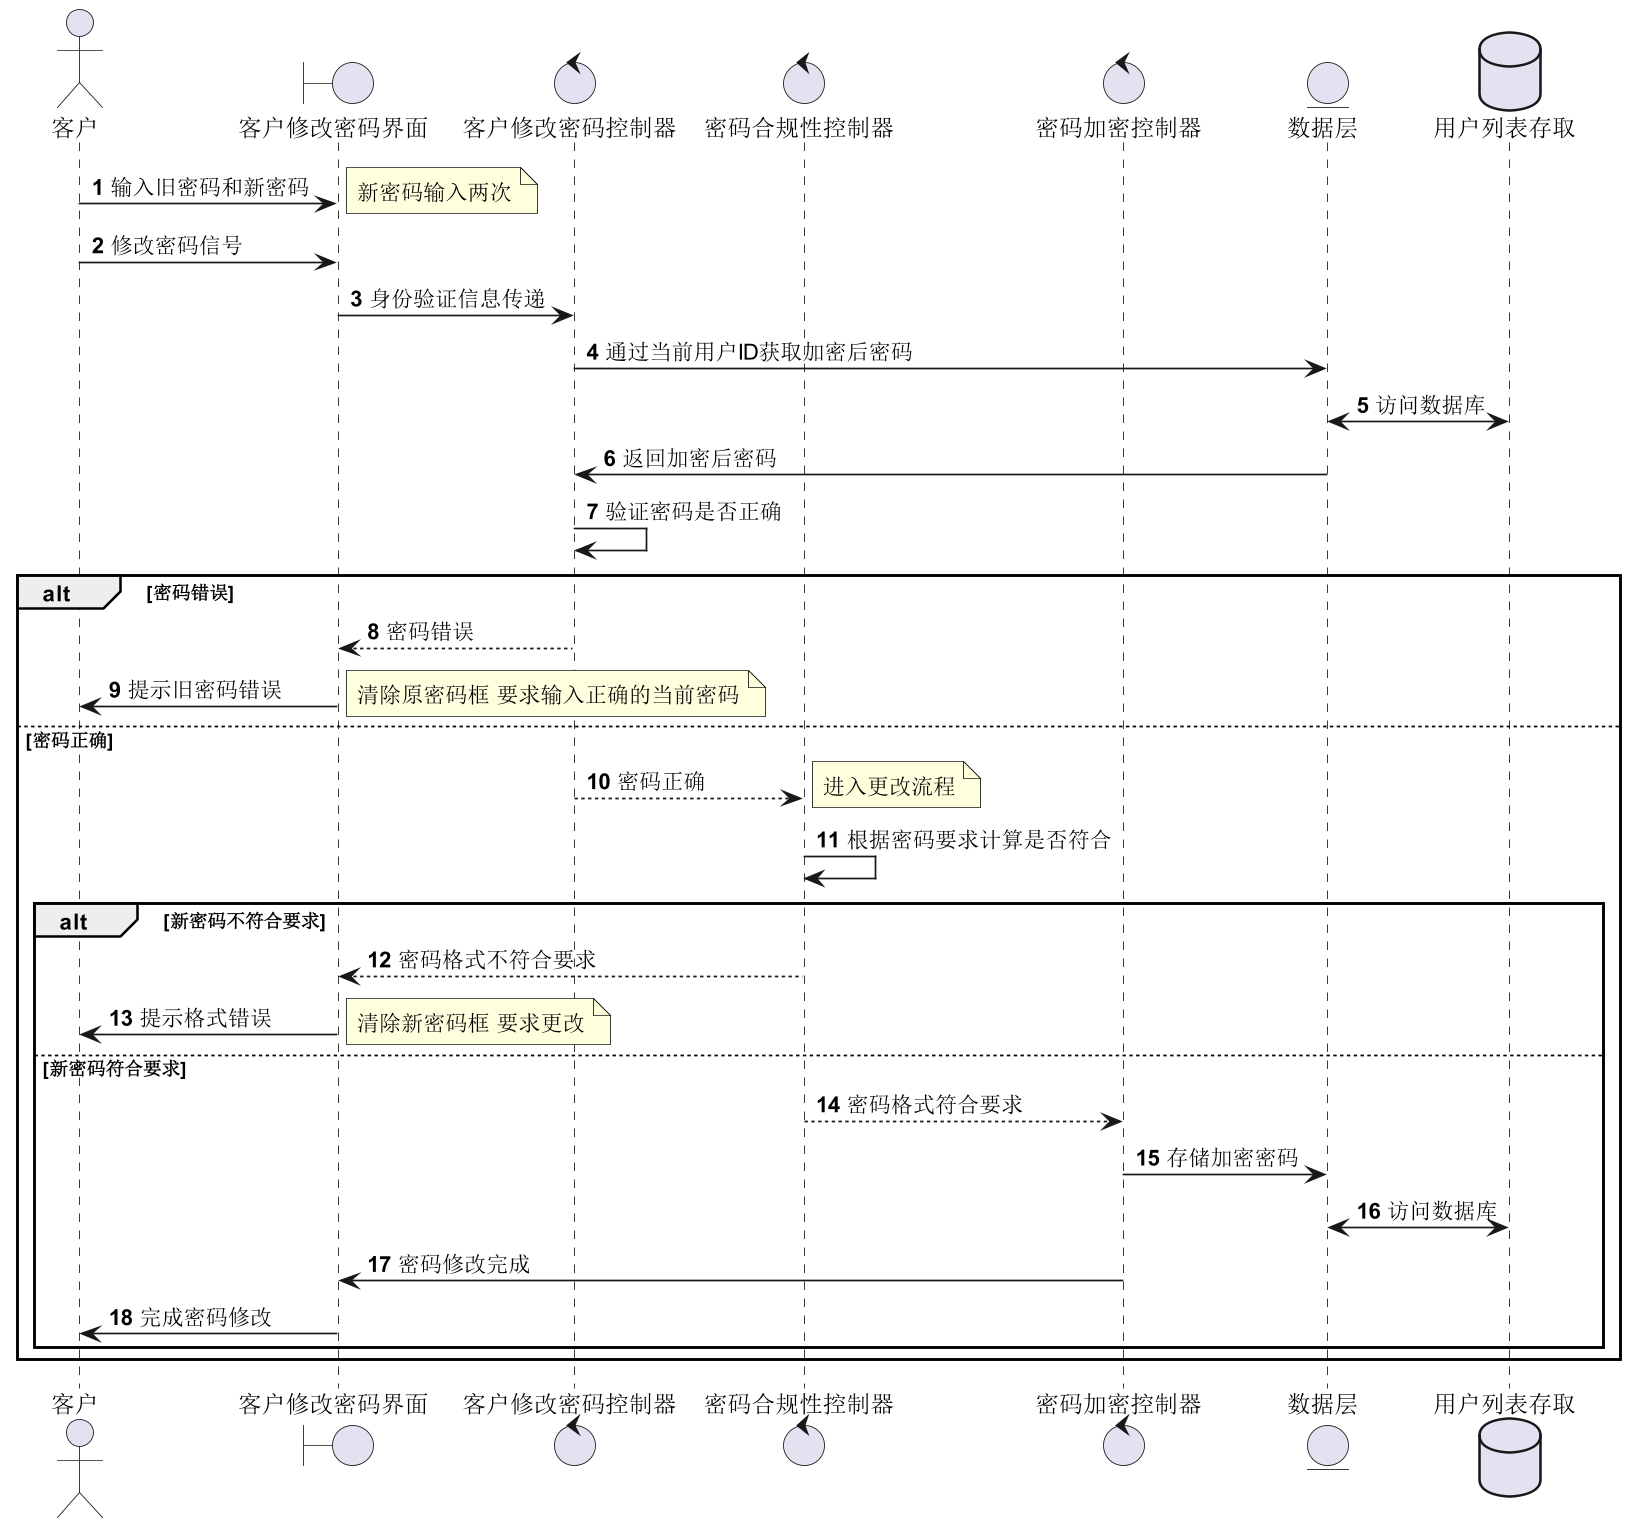 客户
客户修改密码界面
客户修改密码控制器
密码合规性控制器
密码加密控制器
数据层
用户列表存取
1 输入旧密码和新密码
新密码输入两次
2 修改密码信号
3 身份验证信息传递
4 通过当前用户ID获取加密后密码
5 访问数据库
6 返回加密后密码
7 验证密码是否正确
alt [密码错误]
8 密码错误
9 提示旧密码错误
清除原密码框 要求输入正确的当前密码
[密码正确]
10 密码正确
进入更改流程
11 根据密码要求计算是否符合
alt [新密码不符合要求]
12 密码格式不符合要求
13 提示格式错误
清除新密码框 要求更改
[新密码符合要求]
14 密码格式符合要求
15 存储加密密码
16 访问数据库
17 密码修改完成
18 完成密码修改
客户
客户修改密码界面
客户修改密码控制器
密码合规性控制器
密码加密控制器
数据层
用户列表存取